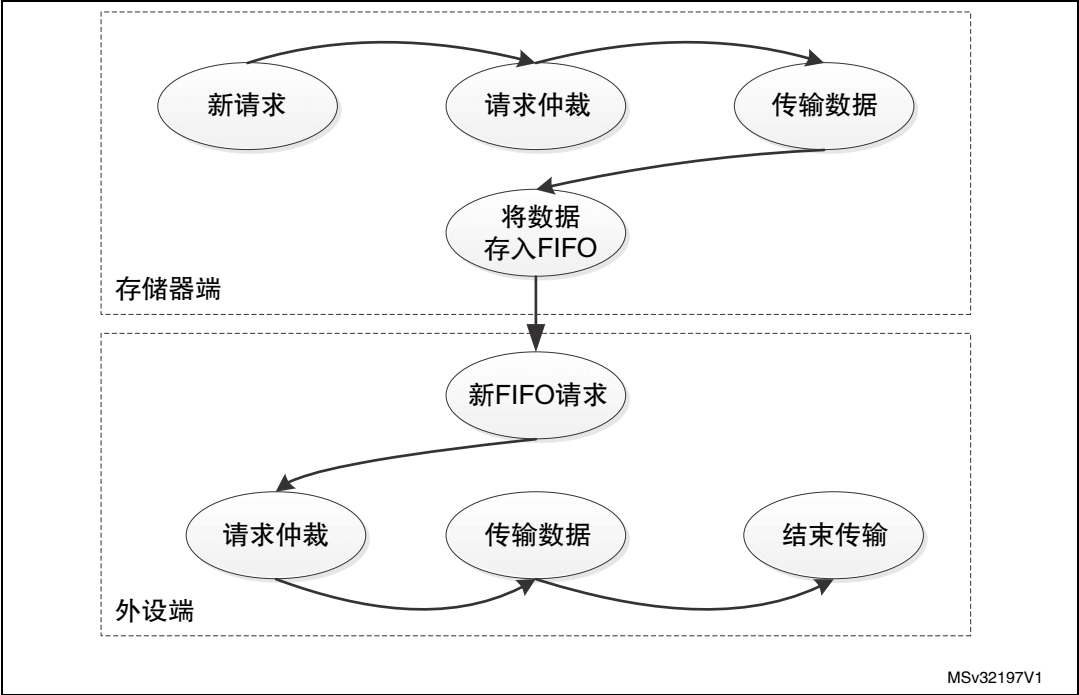 新请求
请求仲裁
传输数据
将数据
存入FIFO
存储器端
新FIFO请求
请求仲裁
传输数据
结束传输
外设端
MSv32197V1